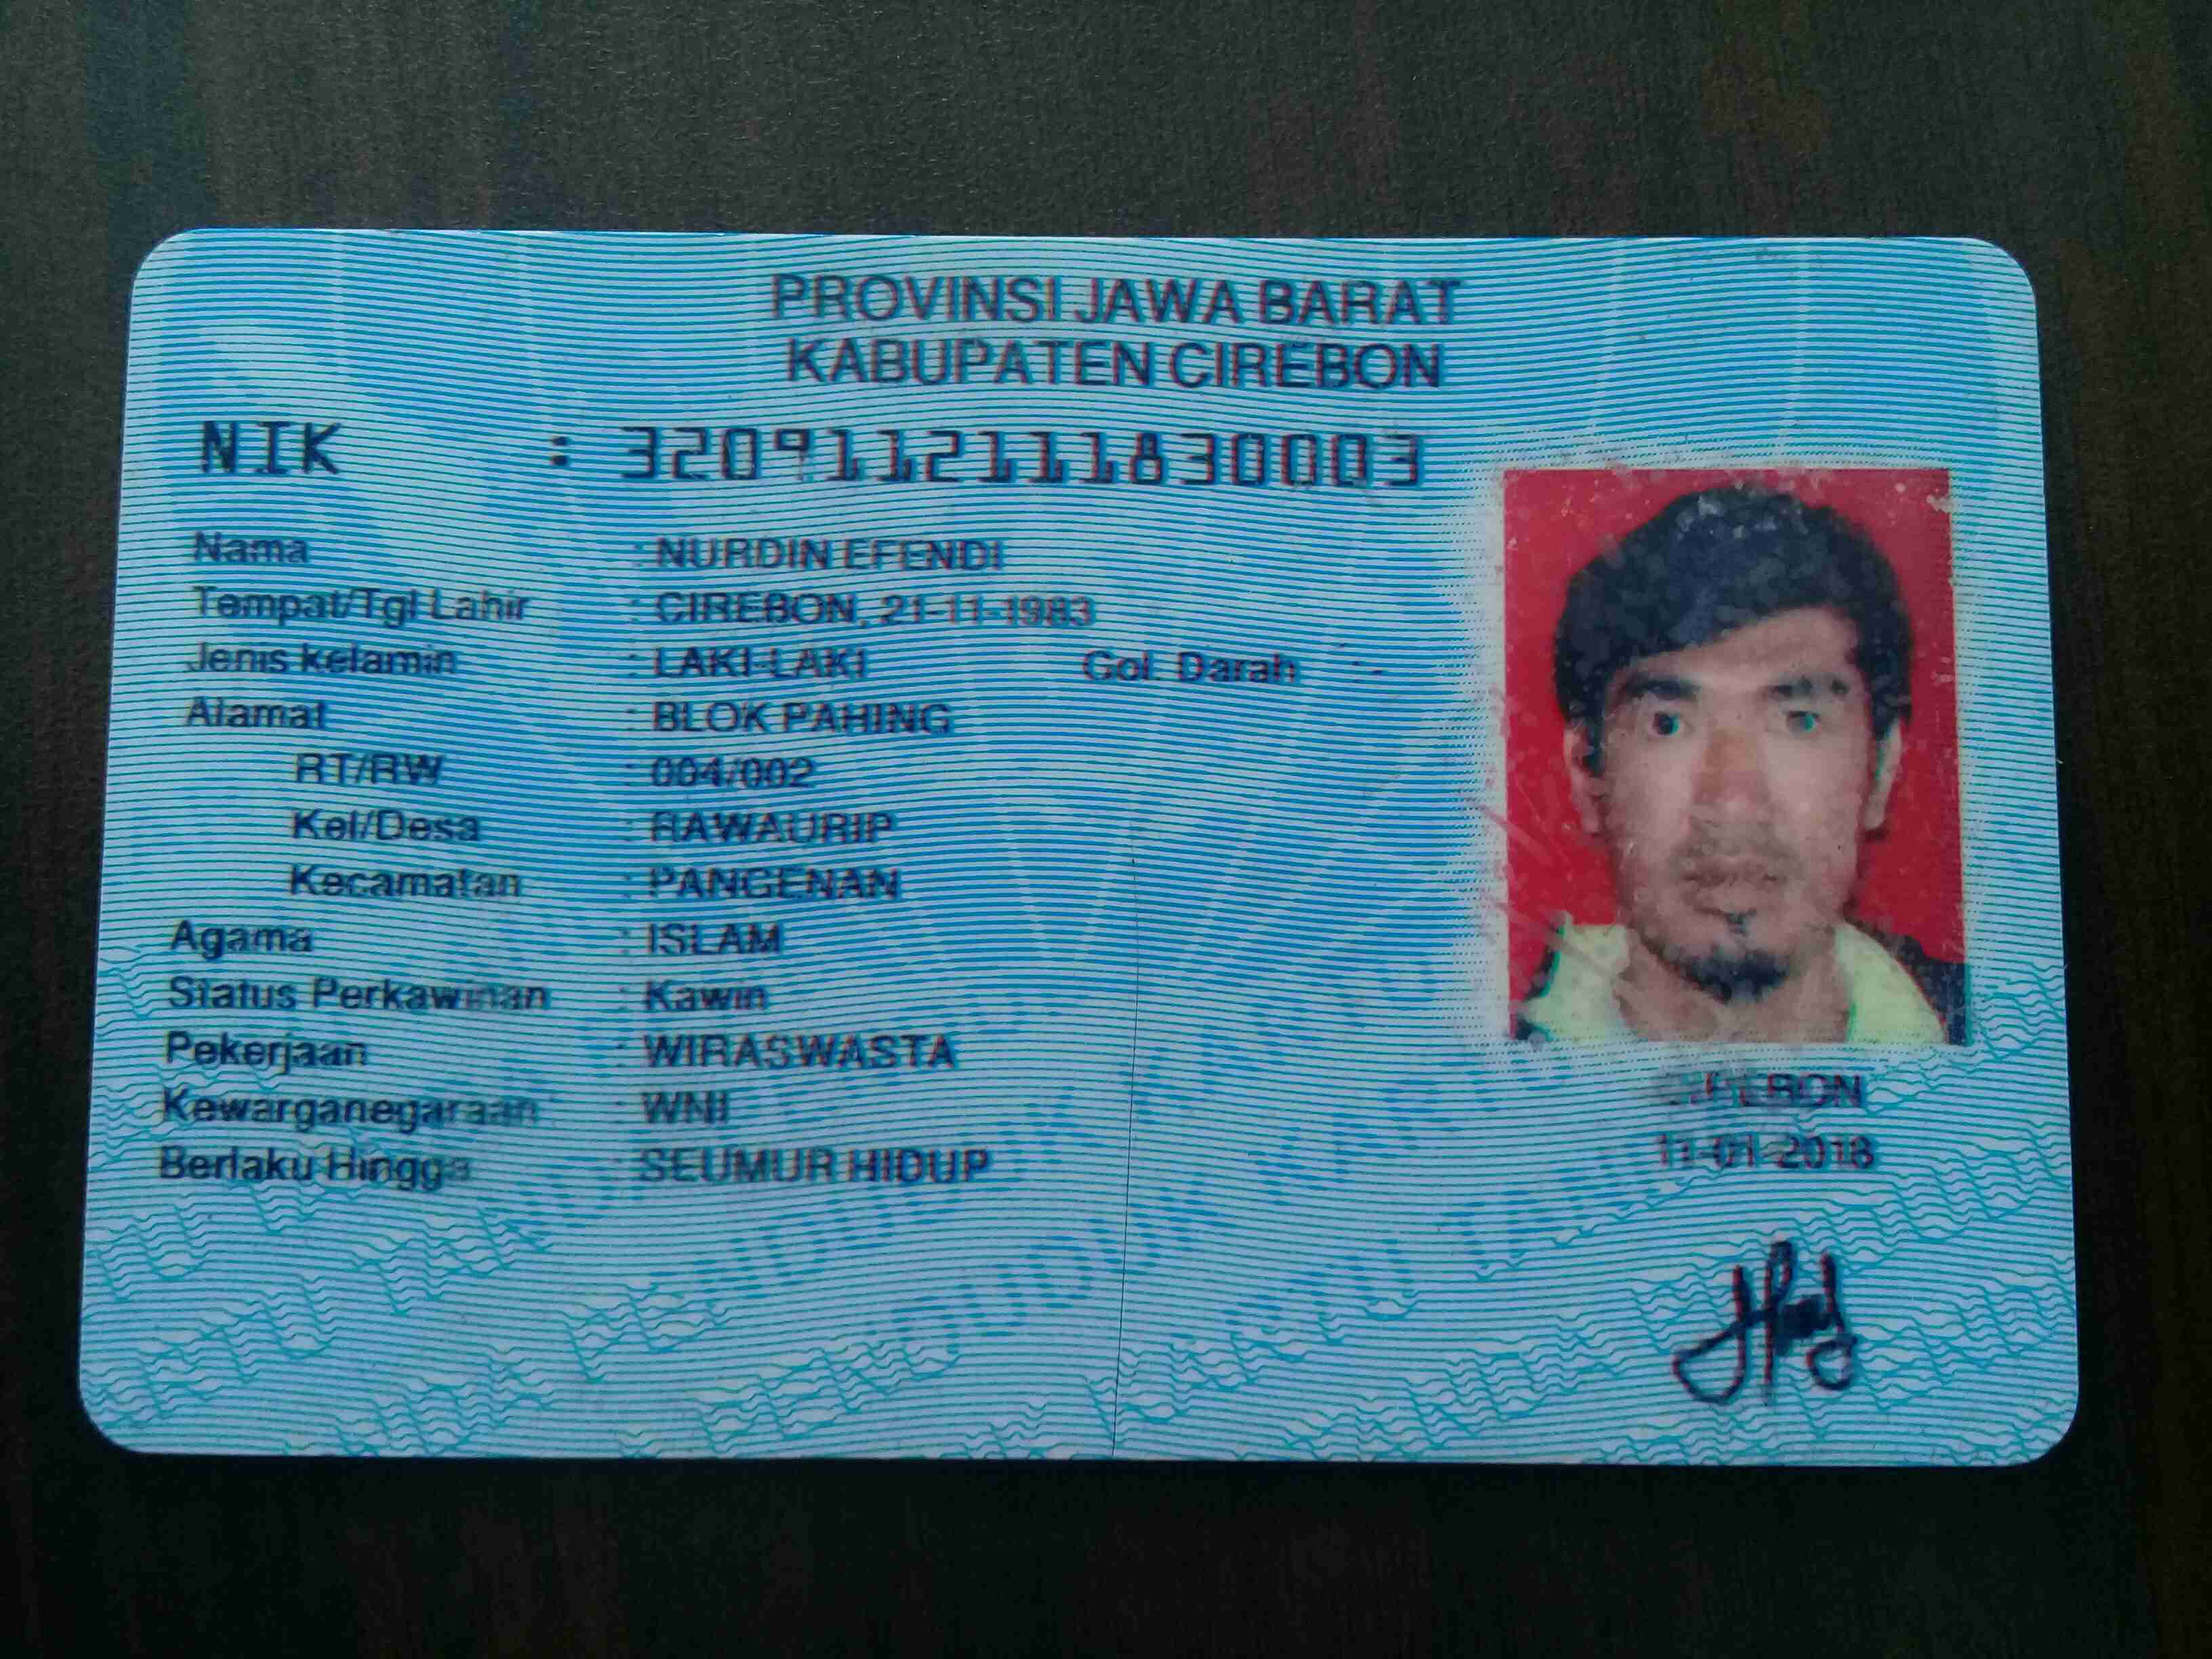 PROVINSI JAWA BARAT
KABUPATEN CIREBON
NIK : 3209112111830003
Nama : NURDIN EFENDI
Tempat/Tgl Lahir : CIREBON, 21-11-1983
Jenis kelamin : LAKI-LAKI Gol. Darah : -
Alamat : BLOK PAHING
RT/RW : 004/002
Kel/Desa : RAWAURIP
Kecamatan : PANGENAN
Agama : ISLAM
Status Perkawinan : Kawin
Pekerjaan : WIRASWASTA
Kewarganegaraan : WNI
Berlaku Hingga : SEUMUR HIDUP
CIREBON
11-01-2018